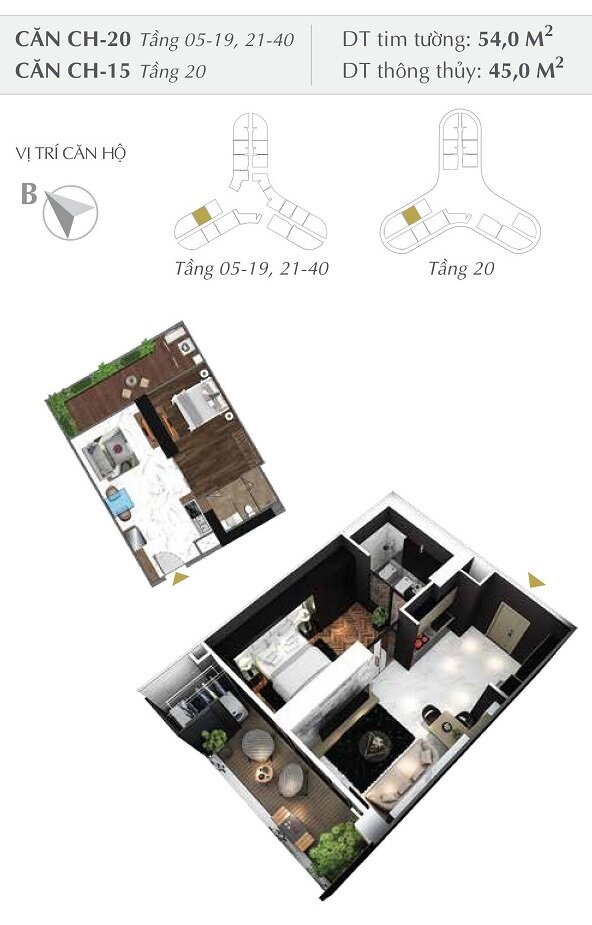 CĂN CH-20 Tầng 05-19, 21-40
DT tim tường: 54,0 M²
CĂN CH-15 Tầng 20
DT thông thủy: 45,0 M²
VỊ TRÍ CĂN HỘ
B
Tầng 05-19, 21-40
Tầng 20